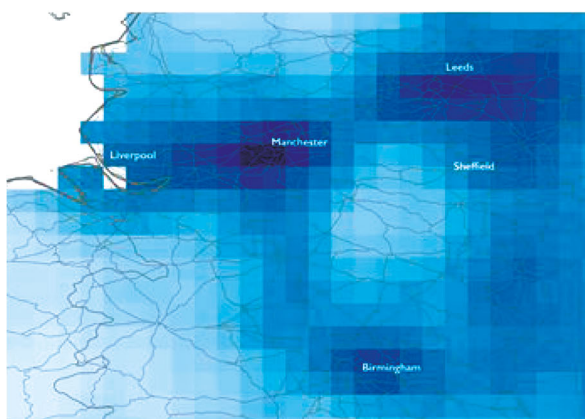 Leeds
Manchester
Liverpool
Sheffield
Birmingham